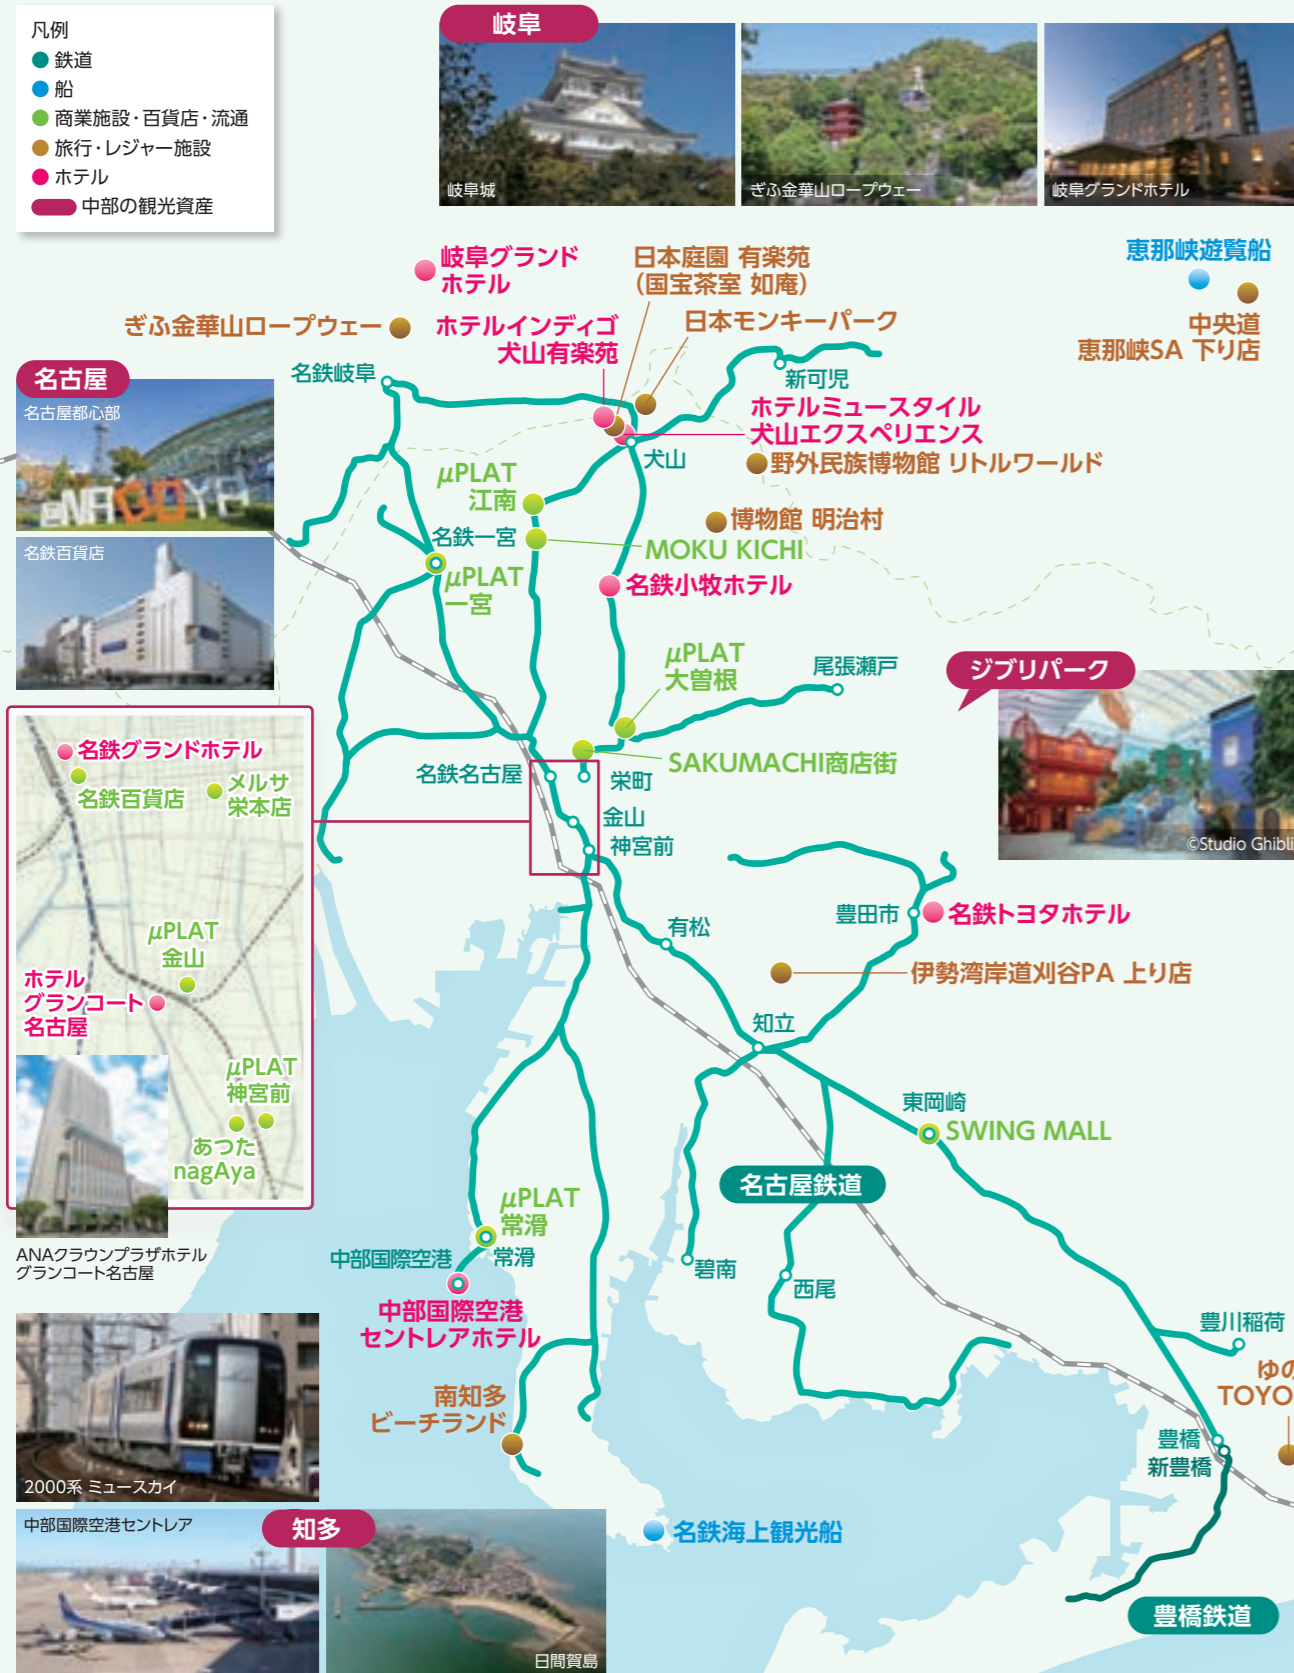 凡例
鉄道
船
商業施設・百貨店・流通
旅行・レジャー施設
ホテル
中部の観光資産
岐阜
岐阜城
ぎふ金華山ロープウェー
岐阜グランドホテル
岐阜グランド
ホテル
日本庭園 有楽苑
（国宝茶室 如庵）
恵那峡遊覧船
中央道
恵那峡SA 下り店
ぎふ金華山ロープウェー
ホテルインディゴ
犬山有楽苑
日本モンキーパーク
名古屋
名古屋都心部
NAGOYA
名鉄百貨店
名鉄岐阜
新可児
ホテルミュースタイル
犬山エクスペリエンス
犬山
野外民族博物館 リトルワールド
μPLAT
江南
博物館 明治村
名鉄一宮
MOKU KICHI
μPLAT
一宮
名鉄小牧ホテル
μPLAT
大曽根
尾張瀬戸
ジブリパーク
©Studio Ghibli
SAKUMACHI商店街
名鉄名古屋
栄町
金山
神宮前
名鉄グランドホテル
名鉄百貨店
メルサ
栄本店
μPLAT
金山
ホテル
グランコート
名古屋
μPLAT
神宮前
あつた
nagAya
ANAクラウンプラザホテル
グランコート名古屋
有松
豊田市
名鉄トヨタホテル
伊勢湾岸道刈谷PA 上り店
知立
東岡崎
SWING MALL
名古屋鉄道
μPLAT
常滑
中部国際空港
常滑
中部国際空港
セントレアホテル
碧南
西尾
豊川稲荷
ゆの
TOYO
南知多
ビーチランド
豊橋
新豊橋
2000系 ミュースカイ
中部国際空港セントレア
知多
日間賀島
名鉄海上観光船
豊橋鉄道